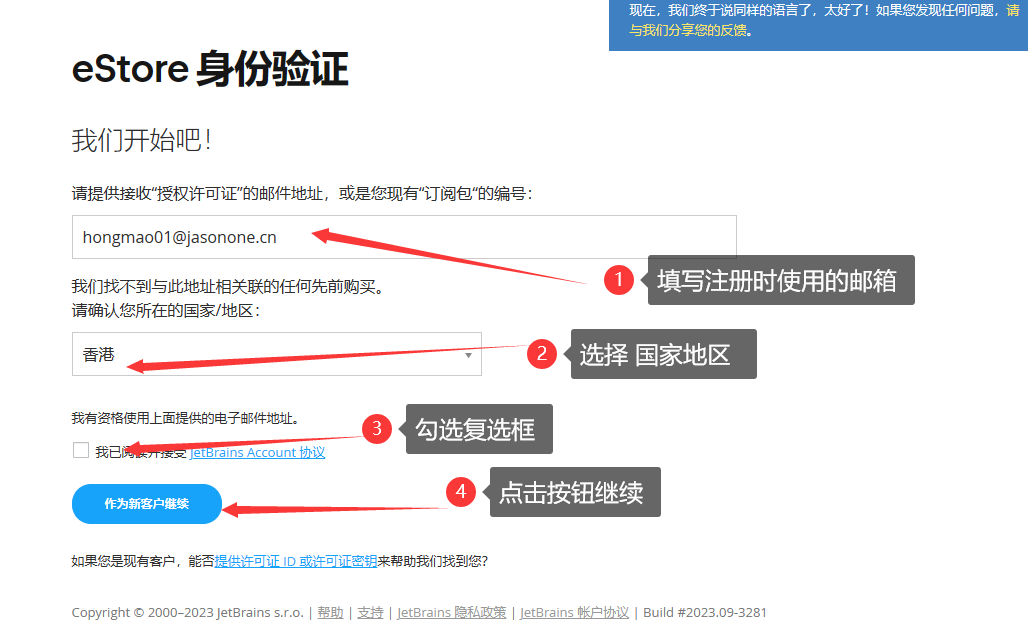 现在，我们终于说同样的语言了，太好了！如果您发现任何问题，请
与我们分享您的反馈。
eStore 身份验证
我们开始吧！
请提供接收“授权许可证”的邮件地址，或是您现有“订阅包“的编号：
hongmao01@jasonone.cn
1 填写注册时使用的邮箱
我们找不到与此地址相关联的任何先前购买。
请确认您所在的国家/地区：
香港
2 选择 国家地区
我有资格使用上面提供的电子邮件地址。
3 勾选复选框
我已阅读并接受 JetBrains Account 协议
4 点击按钮继续
作为新客户继续
如果您是现有客户，能否提供许可证 ID 或许可证密钥来帮助我们找到您？
Copyright © 2000–2023 JetBrains s.r.o. | 帮助 | 支持 | JetBrains 隐私政策 | JetBrains 帐户协议 | Build #2023.09-3281